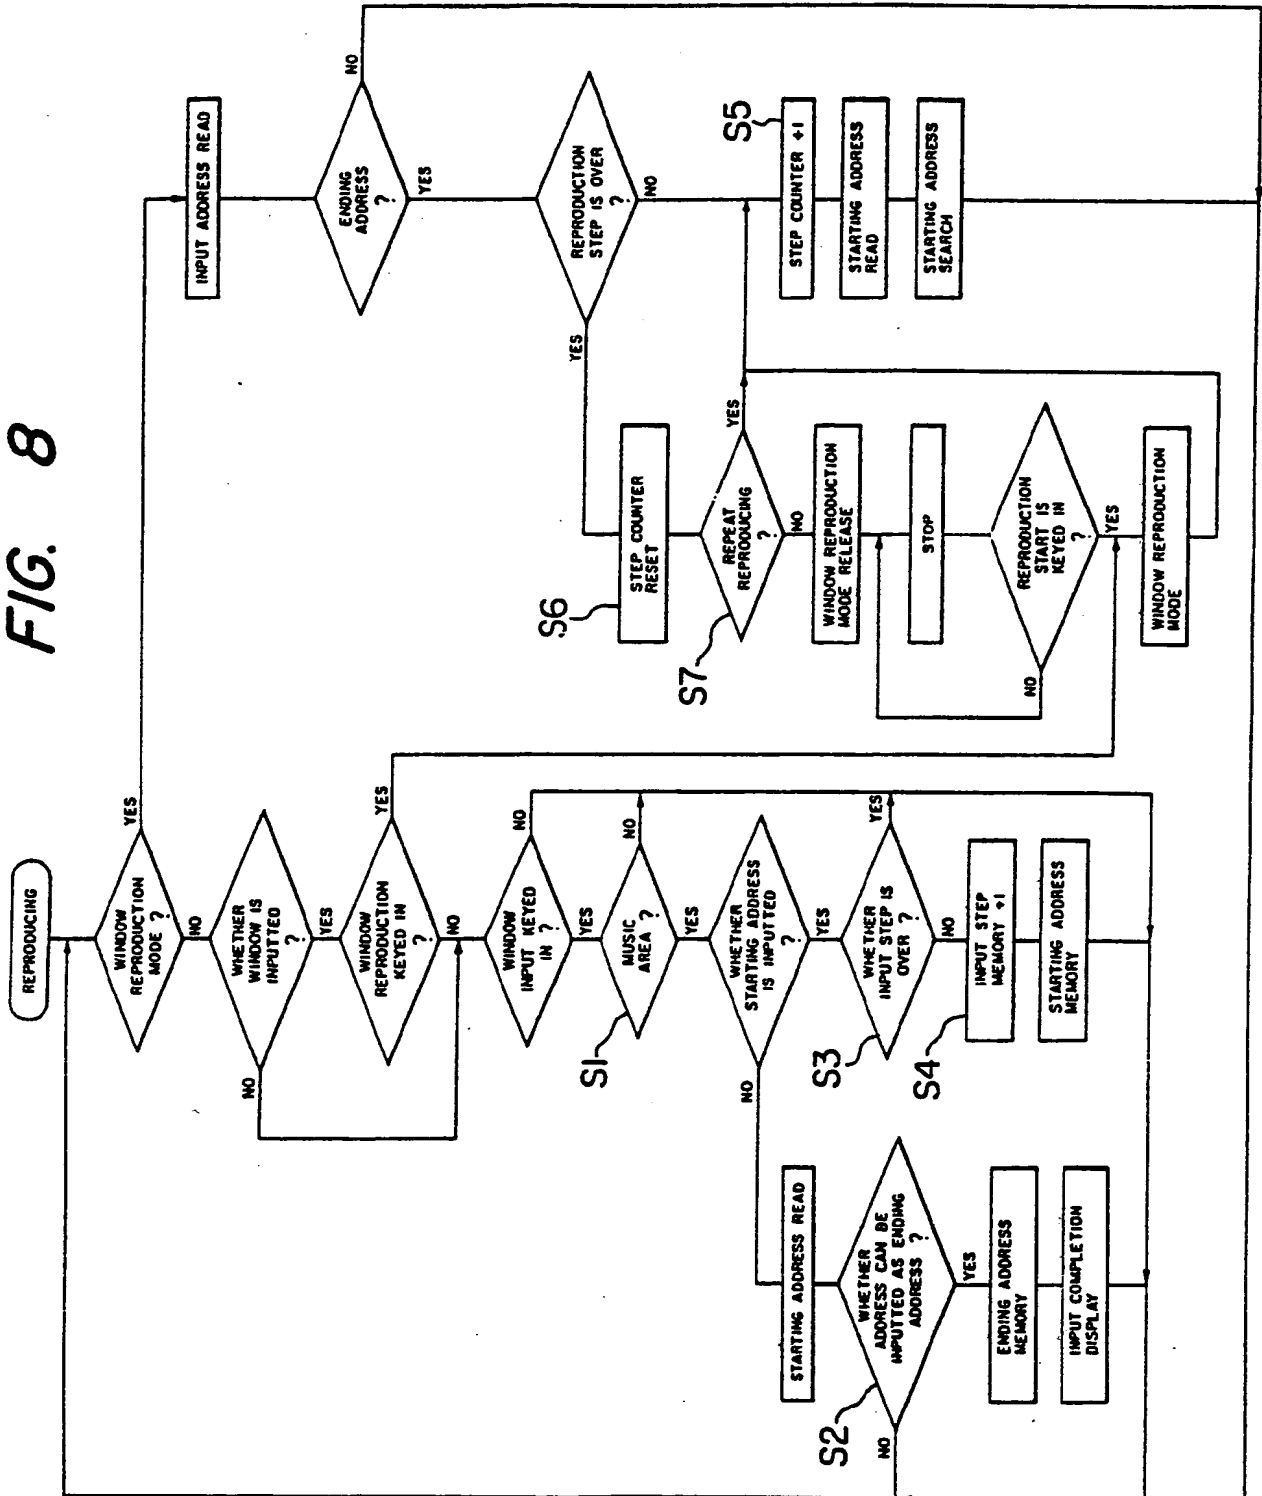 FIG. 8
REPRODUCING
WINDOW
REPRODUCTION
MODE ?
YES
NO
WHETHER
WINDOW IS
INPUTTED
?
NO
YES
WINDOW
REPRODUCTION
KEYED IN
?
YES
NO
WINDOW
INPUT KEYED
IN ?
NO
YES
S1
MUSIC
AREA ?
NO
YES
WHETHER
STARTING ADDRESS
IS INPUTTED
?
NO
YES
S3
WHETHER
INPUT STEP IS
OVER ?
YES
NO
S4
INPUT STEP
MEMORY +1
STARTING ADDRESS
MEMORY
STARTING ADDRESS READ
S2
WHETHER
ADDRESS CAN BE
INPUTTED AS ENDING
ADDRESS ?
NO
YES
ENDING ADDRESS
MEMORY
INPUT COMPLETION
DISPLAY
INPUT ADDRESS READ
ENDING
ADDRESS
?
NO
YES
REPRODUCTION
STEP IS OVER
?
YES
NO
S5
STEP COUNTER +1
STARTING ADDRESS
READ
STARTING ADDRESS
SEARCH
S6
STEP COUNTER
RESET
S7
REPEAT
REPRODUCING
?
YES
NO
WINDOW REPRODUCTION
MODE RELEASE
STOP
REPRODUCTION
START IS
KEYED IN
?
NO
YES
WINDOW REPRODUCTION
MODE